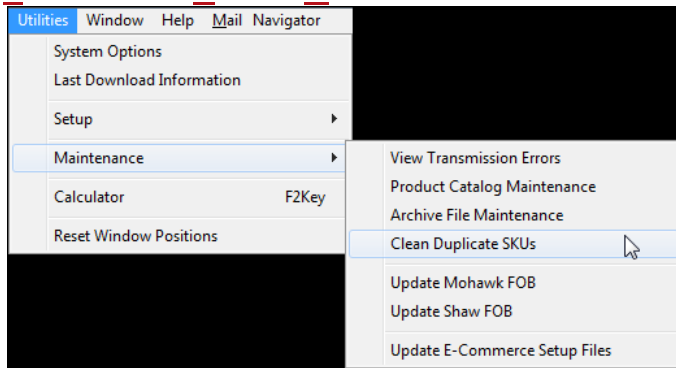 Utilities Window Help Mail Navigator
System Options
Last Download Information
Setup
Maintenance
View Transmission Errors
Product Catalog Maintenance
Archive File Maintenance
Clean Duplicate SKUs
Update Mohawk FOB
Update Shaw FOB
Update E-Commerce Setup Files
Calculator F2Key
Reset Window Positions